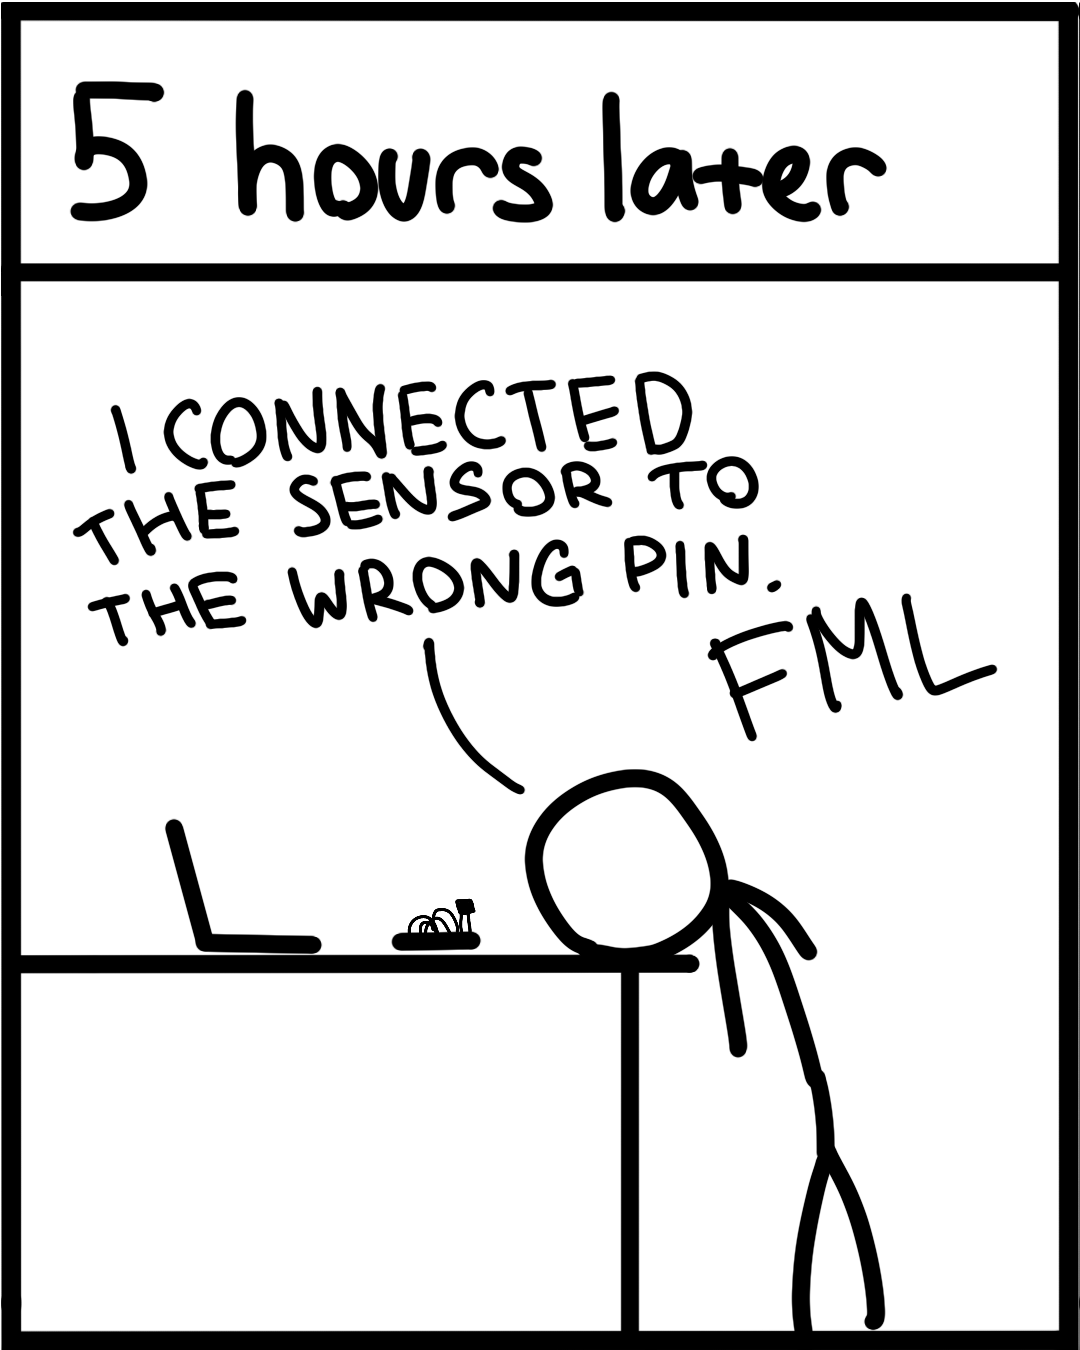 5 hours later
I CONNECTED
THE SENSOR TO
THE WRONG PIN.
FML